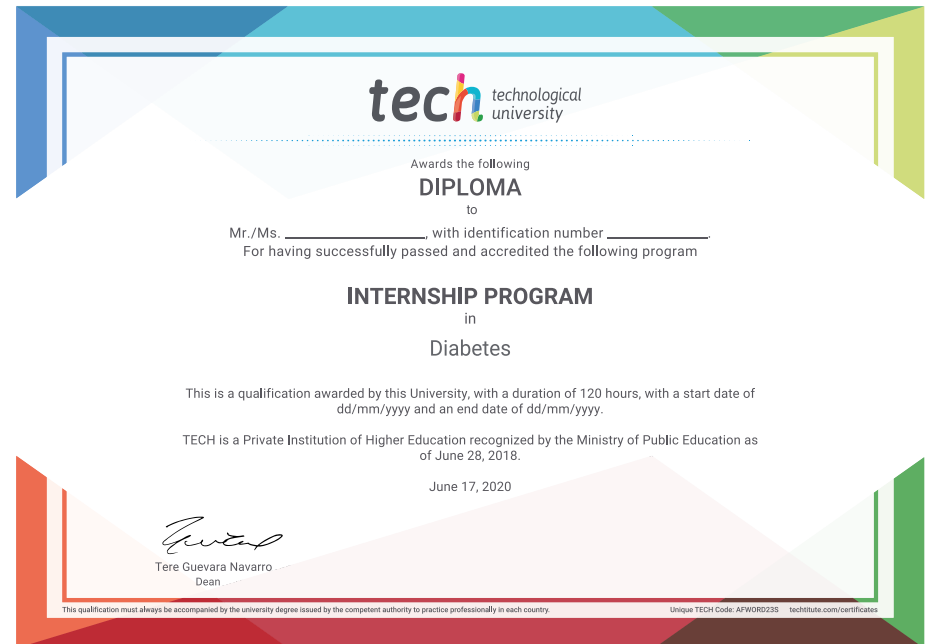 tech technological
university
Awards the following
DIPLOMA
to
Mr./Ms. ____________________, with identification number ______________.
For having successfully passed and accredited the following program
INTERNSHIP PROGRAM
in
Diabetes
This is a qualification awarded by this University, with a duration of 120 hours, with a start date of
dd/mm/yyyy and an end date of dd/mm/yyyy.
TECH is a Private Institution of Higher Education recognized by the Ministry of Public Education as
of June 28, 2018.
June 17, 2020
Tere Guevara Navarro
Dean
This qualification must always be accompanied by the university degree issued by the competent authority to practice professionally in each country.
Unique TECH Code: AFWORD23S techtitute.com/certificates